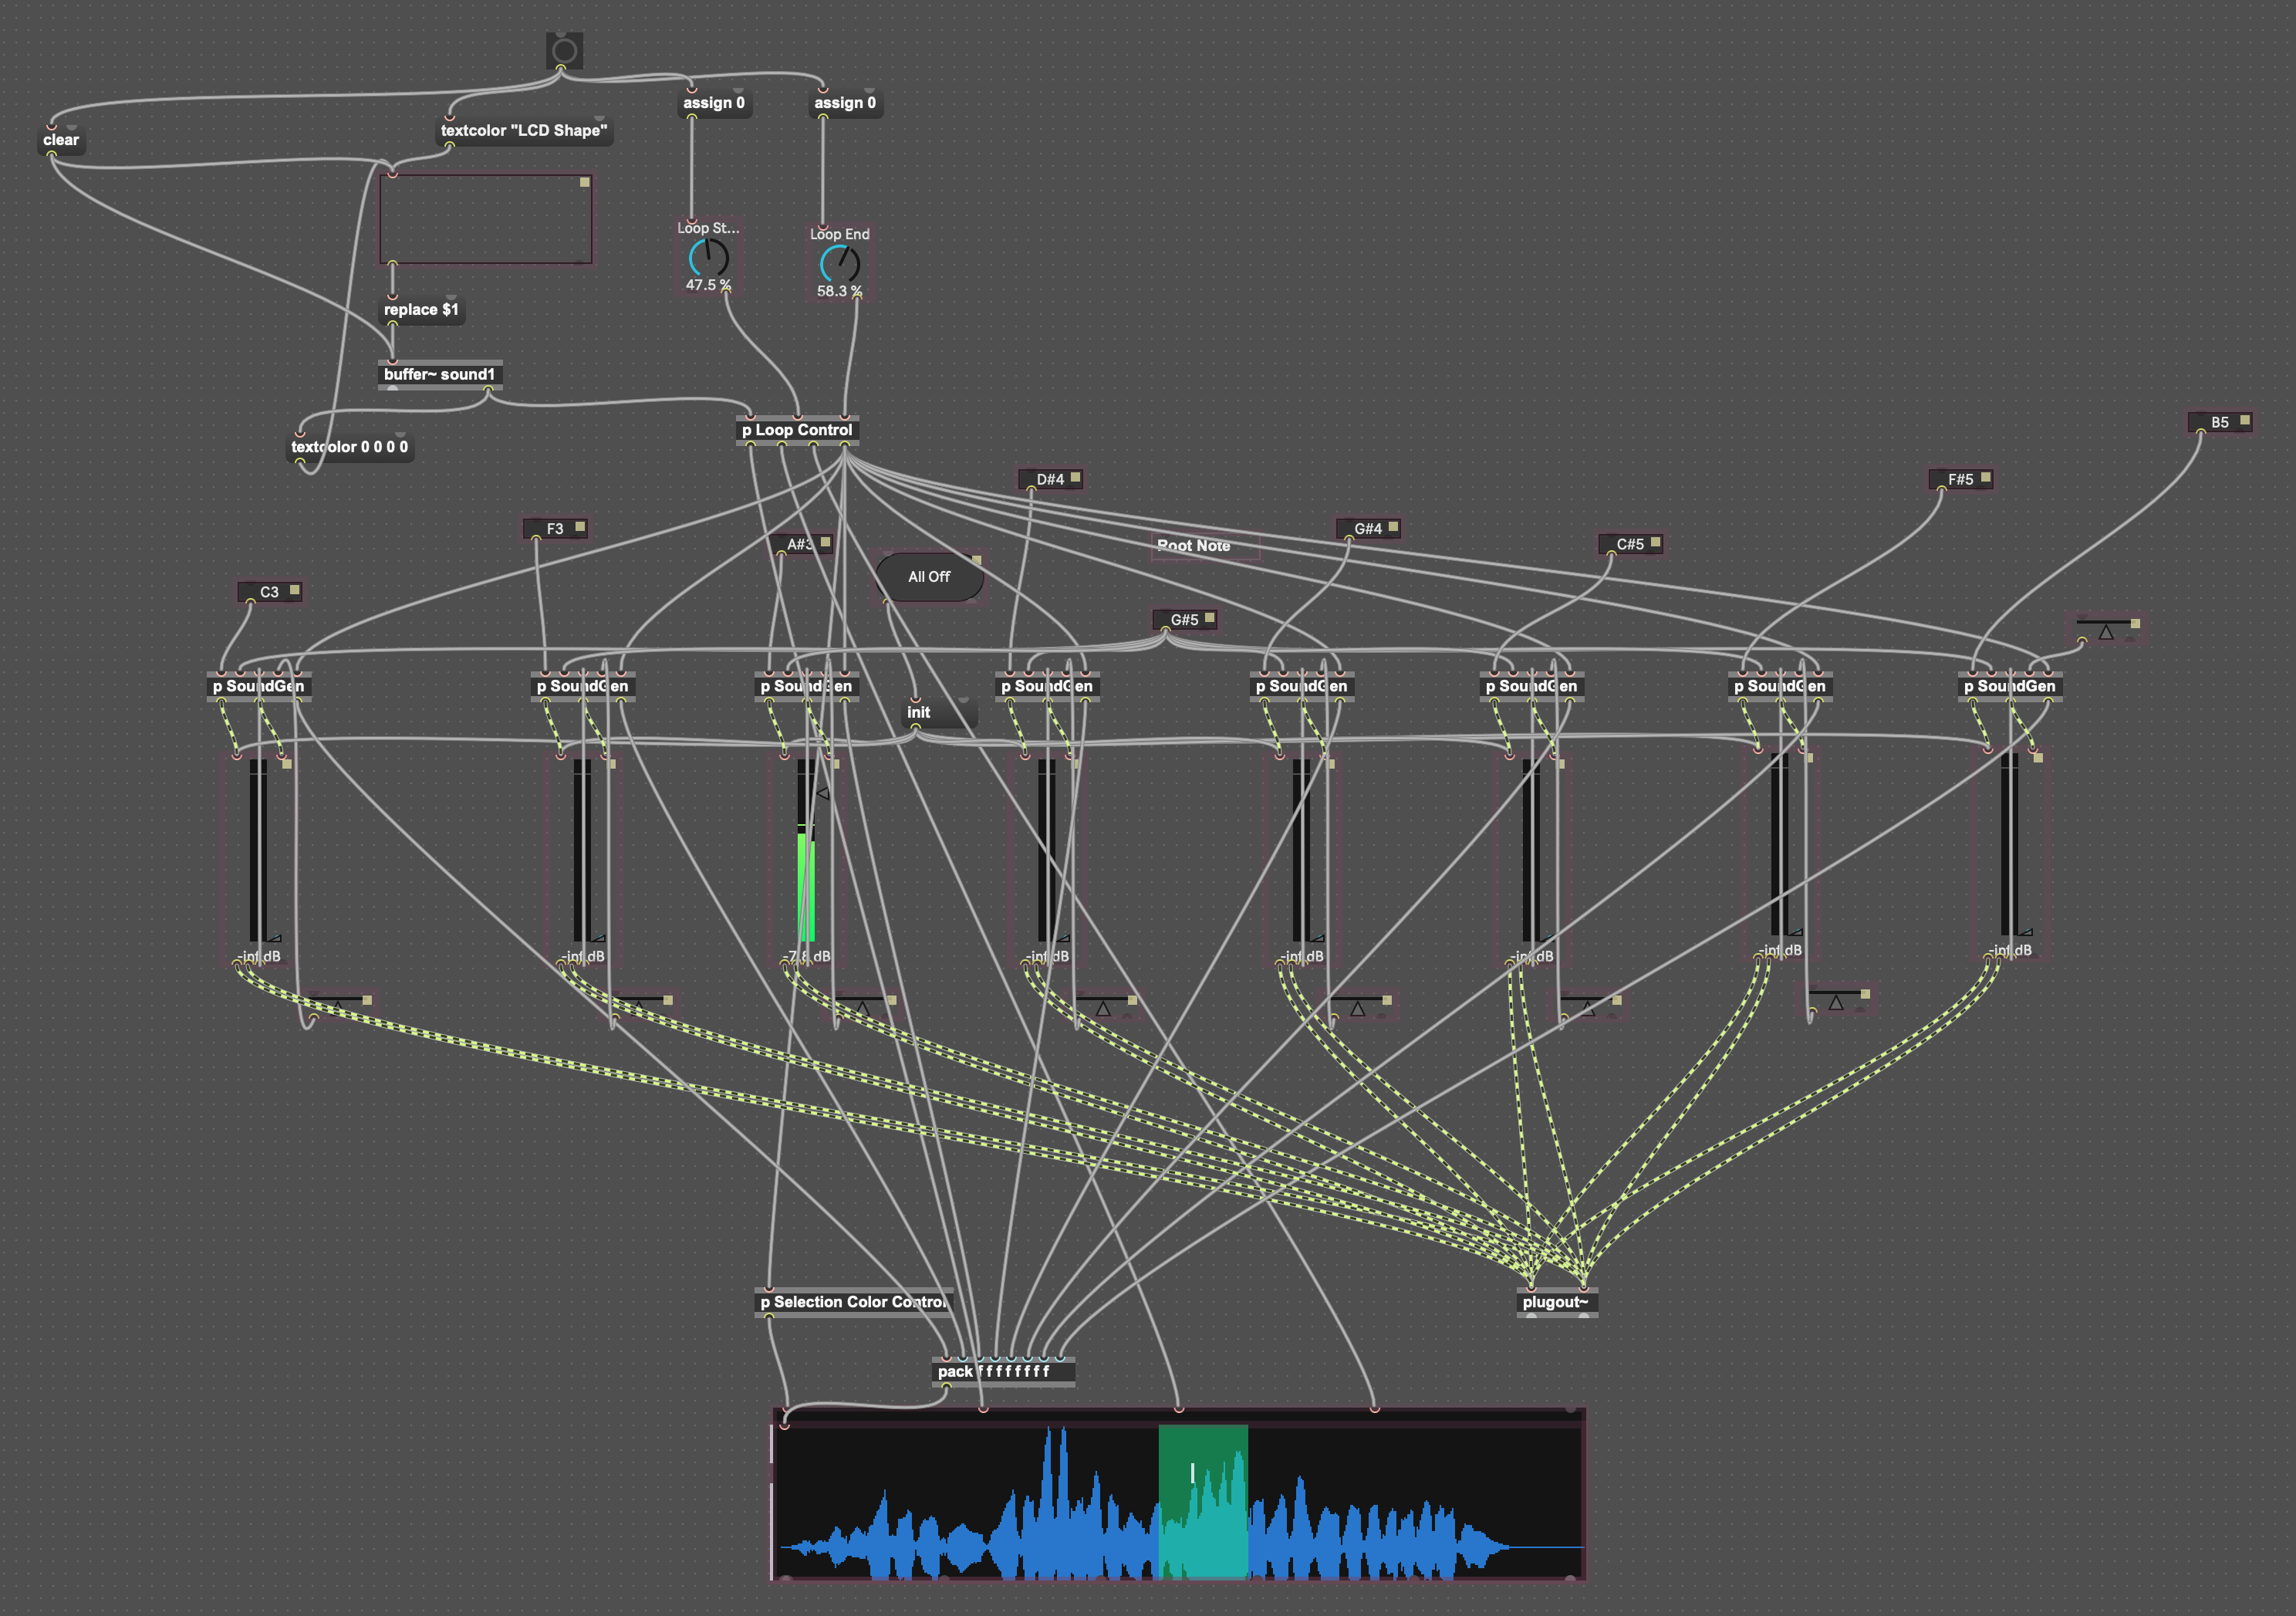 assign 0
assign 0
clear
textcolor "LCD Shape"
Loop St...
47.5 %
Loop End
58.3 %
replace $1
buffer~ sound1
p Loop Control
textcolor 0 0 0 0
B5
D#4
F#5
F3
A#3
G#4
C#5
Root Note
All Off
C3
G#5
p SoundGen
p SoundGen
p SoundGen
p SoundGen
p SoundGen
p SoundGen
p SoundGen
p SoundGen
init
-inf dB
-inf dB
-7.8 dB
-inf dB
-inf dB
-inf dB
-inf dB
-inf dB
p Selection Color Control
plugout~
pack f f f f f f f f